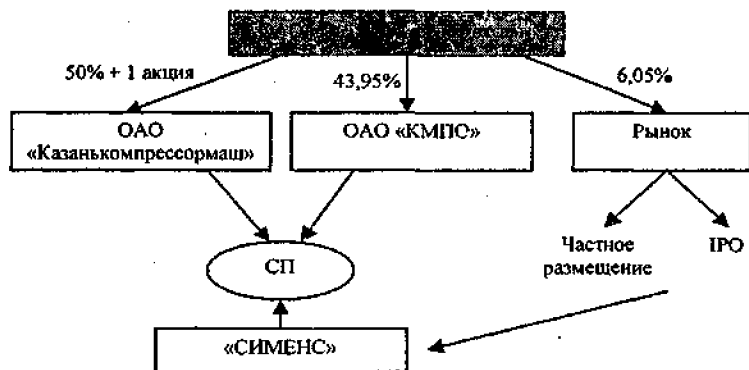 50% + 1 акция
43,95%
6,05%
ОАО
«Казанькомпрессормаш»
ОАО «КМПС»
Рынок
СП
Частное
размещение
IPO
«СИМЕНС»